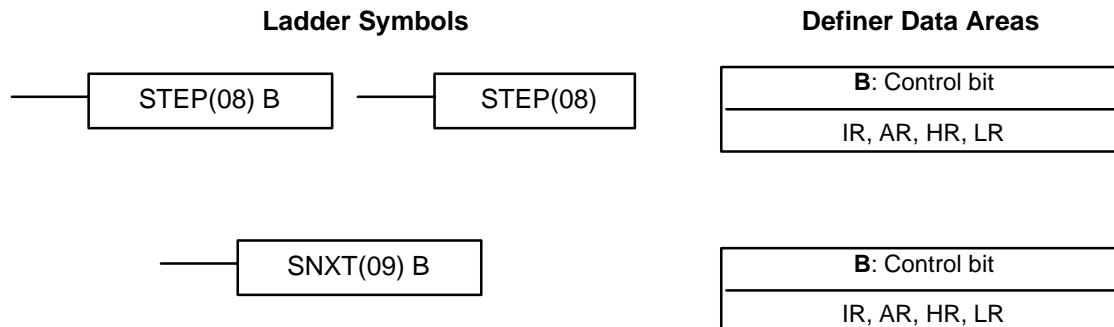 Ladder Symbols
Definer Data Areas
STEP(08) B
STEP(08)
B: Control bit
IR, AR, HR, LR
SNXT(09) B
B: Control bit
IR, AR, HR, LR